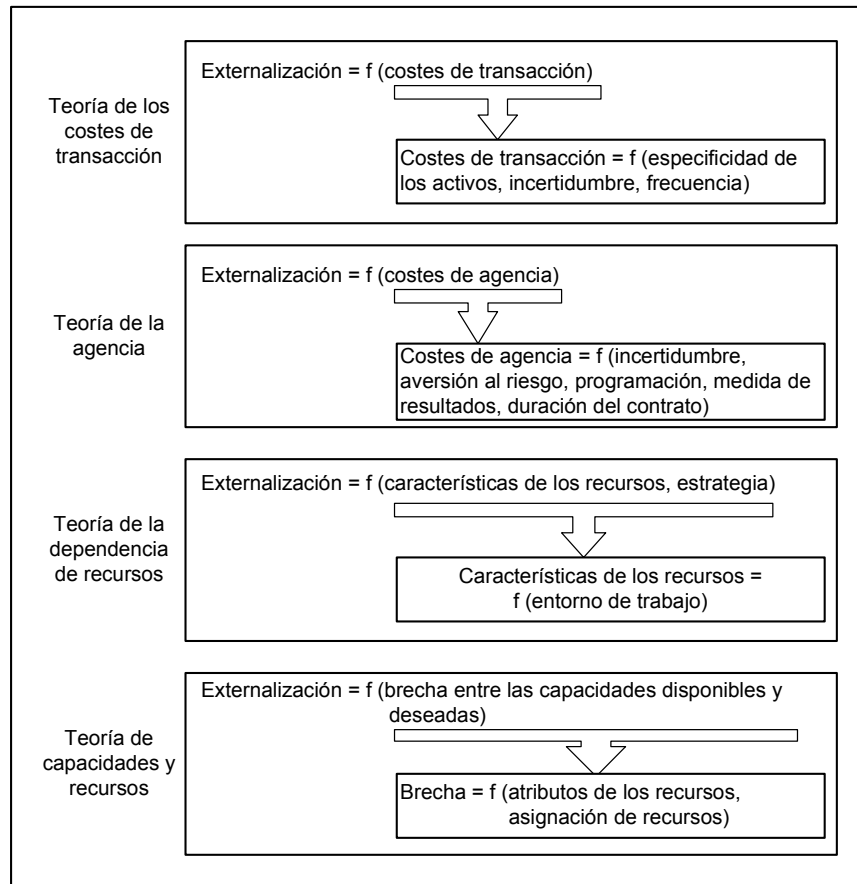 Teoría de los
costes de
transacción
Externalización = f (costes de transacción)
Costes de transacción = f (especificidad de
los activos, incertidumbre, frecuencia)
Teoría de la
agencia
Externalización = f (costes de agencia)
Costes de agencia = f (incertidumbre,
aversión al riesgo, programación, medida de
resultados, duración del contrato)
Teoría de la
dependencia
de recursos
Externalización = f (características de los recursos, estrategia)
Características de los recursos =
f (entorno de trabajo)
Teoría de
capacidades y
recursos
Externalización = f (brecha entre las capacidades disponibles y
deseadas)
Brecha = f (atributos de los recursos,
asignación de recursos)